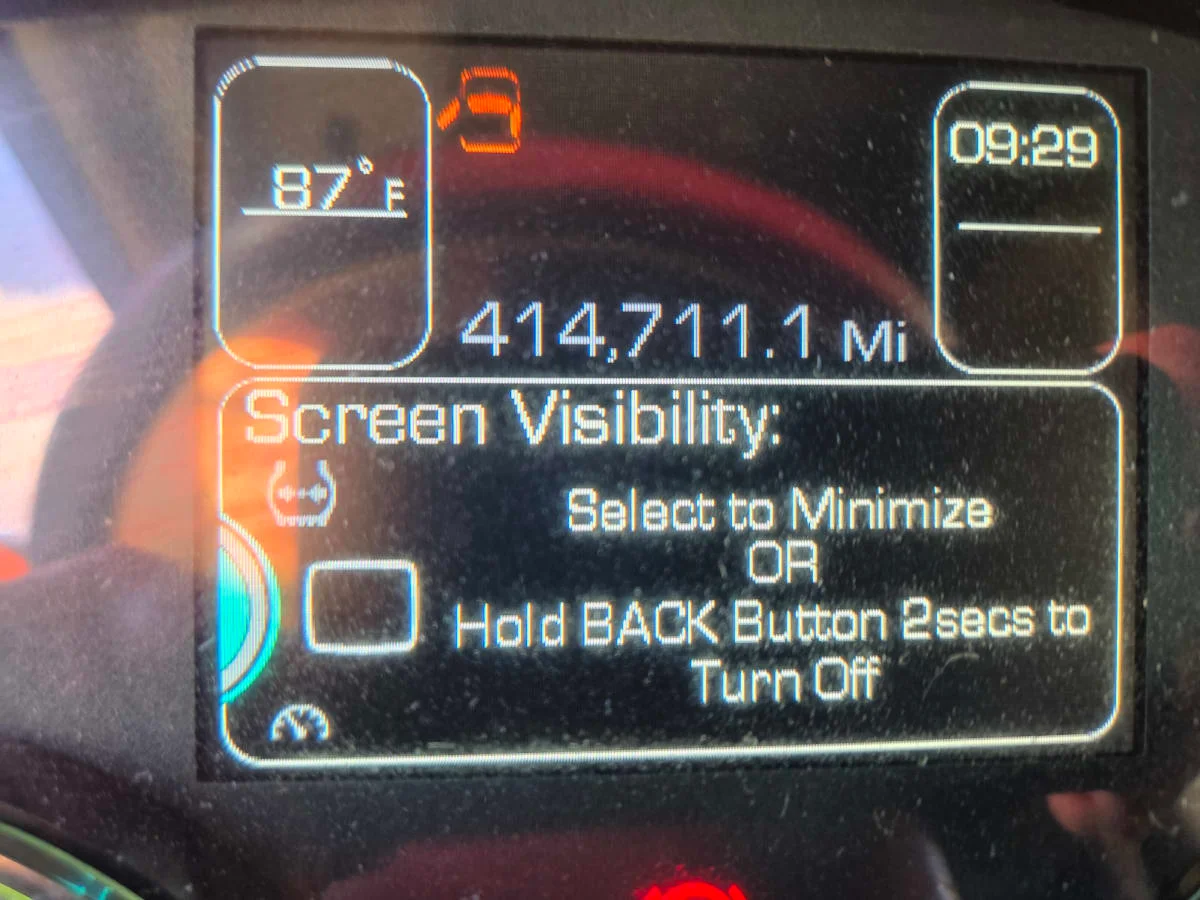 87°F
09:29
414,711.1 Mi
Screen Visibility:
Select to Minimize
OR
Hold BACK Button 2secs to
Turn Off